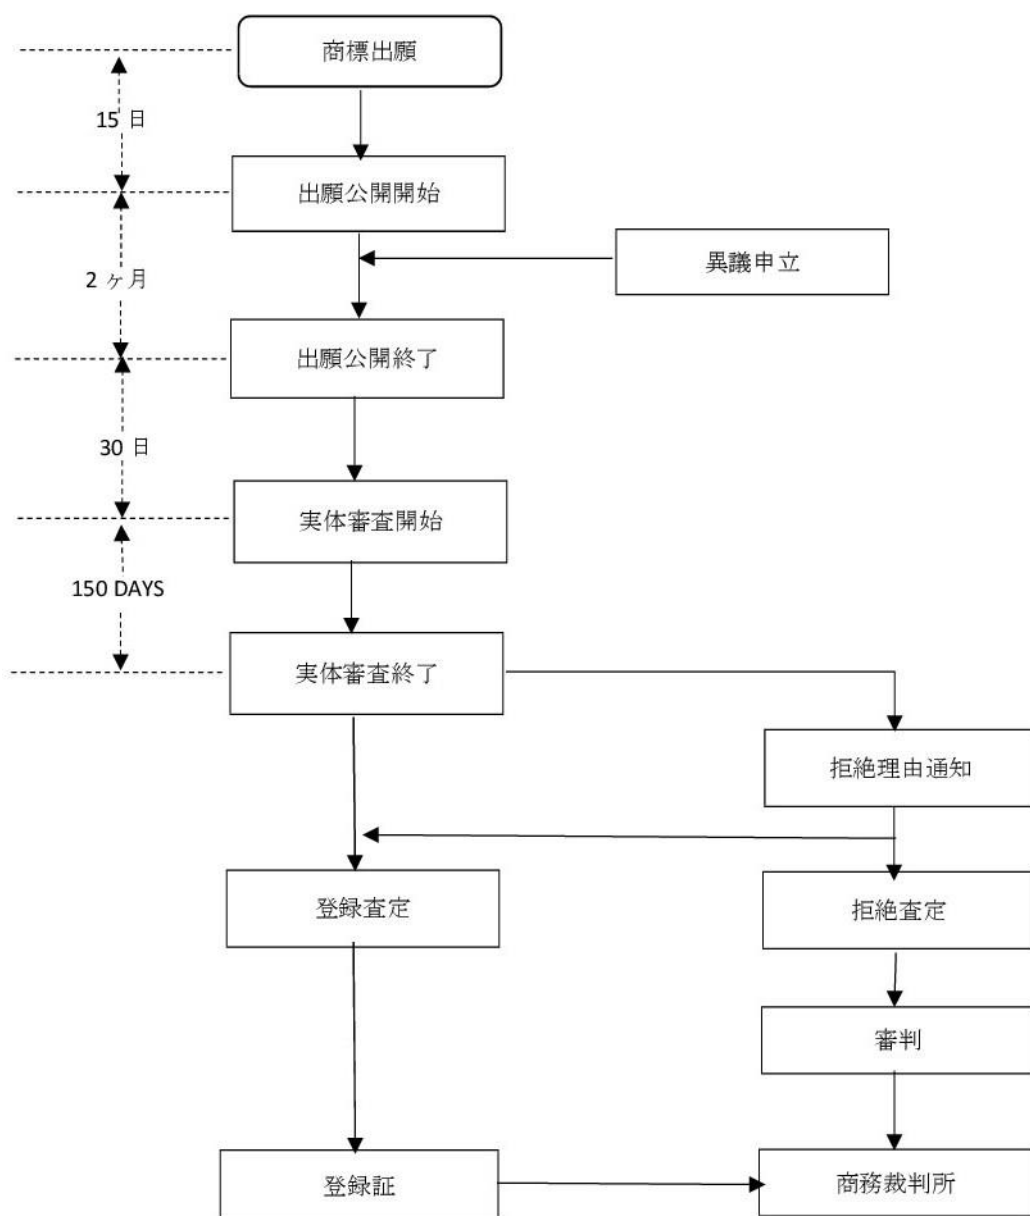 商標出願
15 日
出願公開開始
異議申立
2 ヶ月
出願公開終了
30 日
実体審査開始
150 DAYS
実体審査終了
拒絶理由通知
登録査定
拒絶査定
審判
登録証
商務裁判所